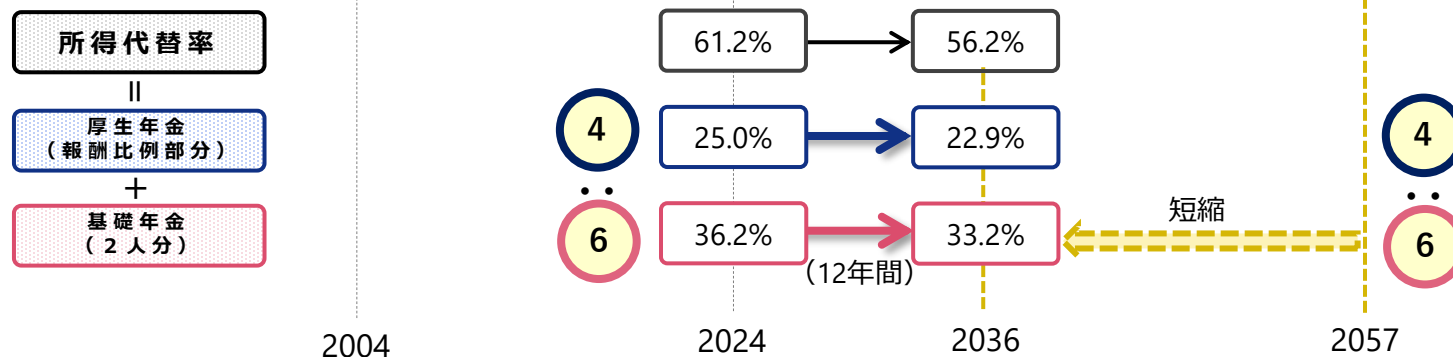 所得代替率
61.2%
56.2%
＝
厚生年金
（報酬比例部分）
4
25.0%
22.9%
4
＋
:
:
基礎年金
（２人分）
6
36.2%
33.2%
短縮
6
（12年間）
2004
2024
2036
2057